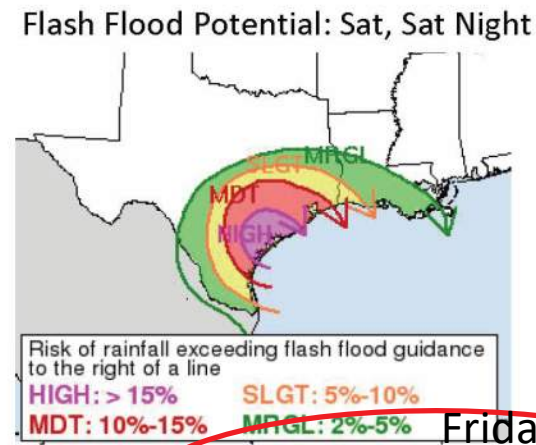 Flash Flood Potential: Sat, Sat Night
MRGL
SLGT
MDT
HIGH
Risk of rainfall exceeding flash flood guidance
to the right of a line
HIGH: > 15% SLGT: 5%-10%
MDT: 10%-15% MRGL: 2%-5%
Frida